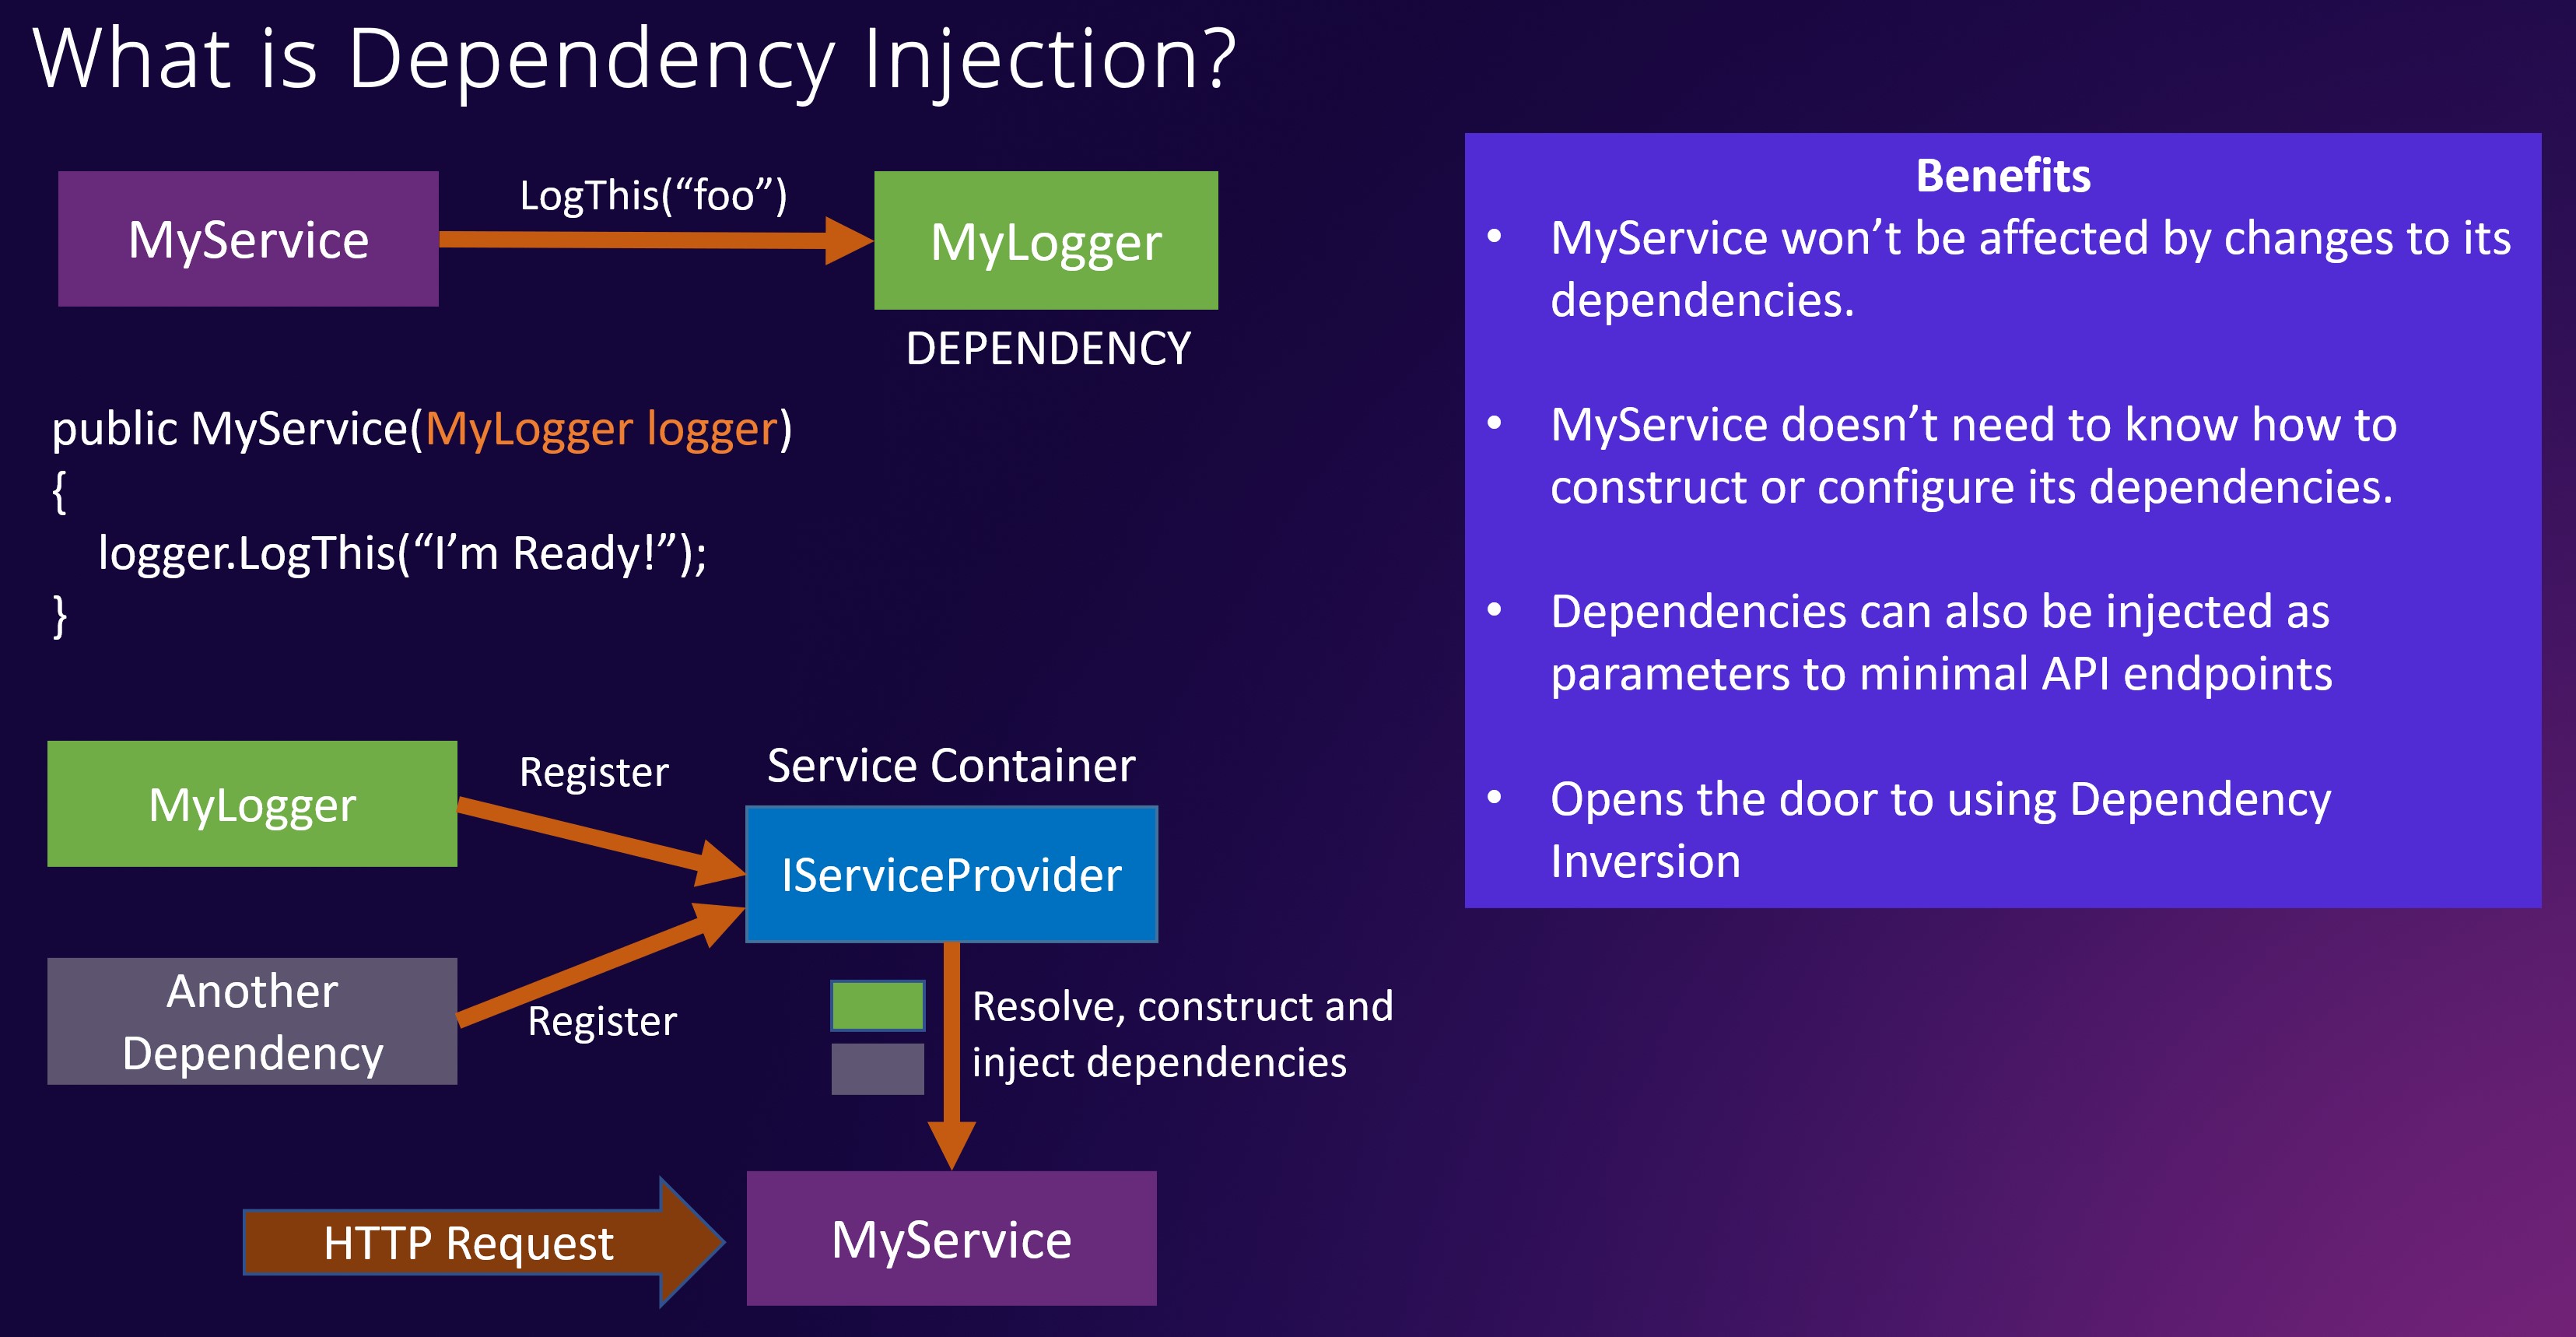 What is Dependency Injection?
MyService
LogThis(“foo”)
MyLogger
DEPENDENCY
public MyService(MyLogger logger)
{
logger.LogThis(“I’m Ready!”);
}
MyLogger
Register
Service Container
IServiceProvider
Another
Dependency
Register
Resolve, construct and
inject dependencies
HTTP Request
MyService
Benefits
• MyService won’t be affected by changes to its
dependencies.
• MyService doesn’t need to know how to
construct or configure its dependencies.
• Dependencies can also be injected as
parameters to minimal API endpoints
• Opens the door to using Dependency
Inversion